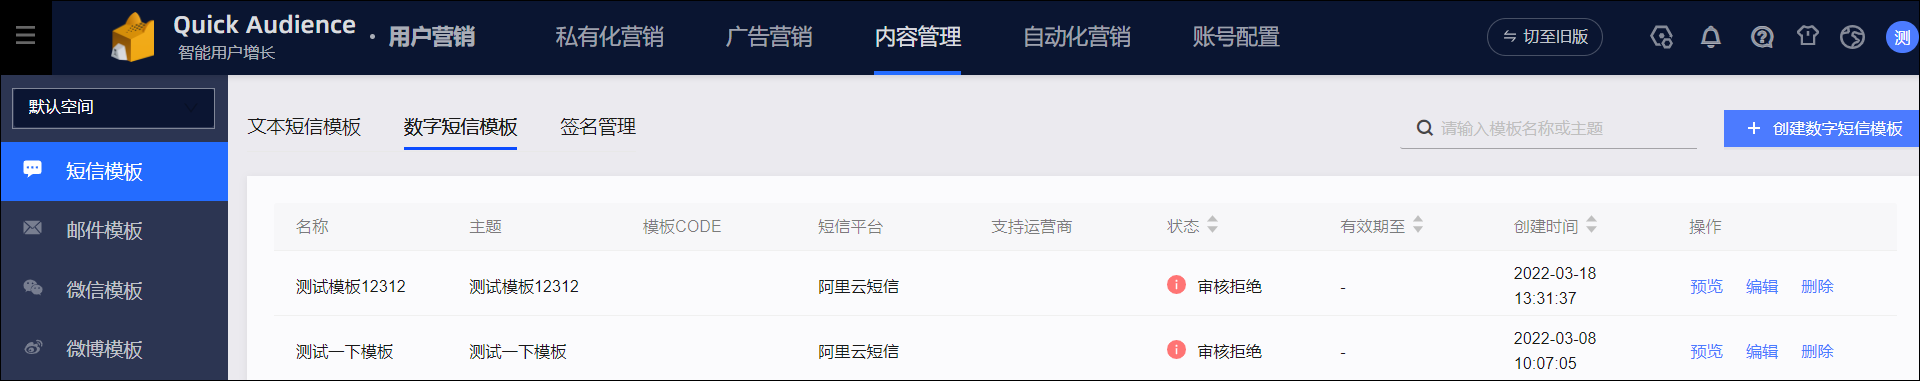 Quick Audience · 用户营销 私有化营销 广告营销 内容管理 自动化营销 账号配置 切至旧版 测
智能用户增长
默认空间
短信模板
邮件模板
微信模板
微博模板
文本短信模板 数字短信模板 签名管理 请输入模板名称或主题 + 创建数字短信模板
名称 主题 模板CODE 短信平台 支持运营商 状态 有效期至 创建时间 操作
测试模板12312 测试模板12312 阿里云短信 审核拒绝 - 2022-03-18 13:31:37 预览 编辑 删除
测试一下模板 测试一下模板 阿里云短信 审核拒绝 - 2022-03-08 10:07:05 预览 编辑 删除